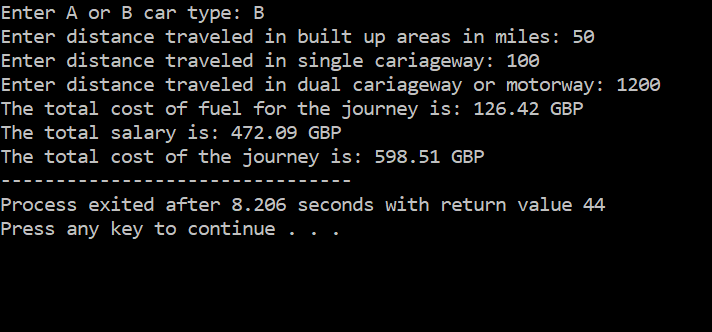 Enter A or B car type: B
Enter distance traveled in built up areas in miles: 50
Enter distance traveled in single cariageway: 100
Enter distance traveled in dual cariageway or motorway: 1200
The total cost of fuel for the journey is: 126.42 GBP
The total salary is: 472.09 GBP
The total cost of the journey is: 598.51 GBP
--------------------------------
Process exited after 8.206 seconds with return value 44
Press any key to continue . . .